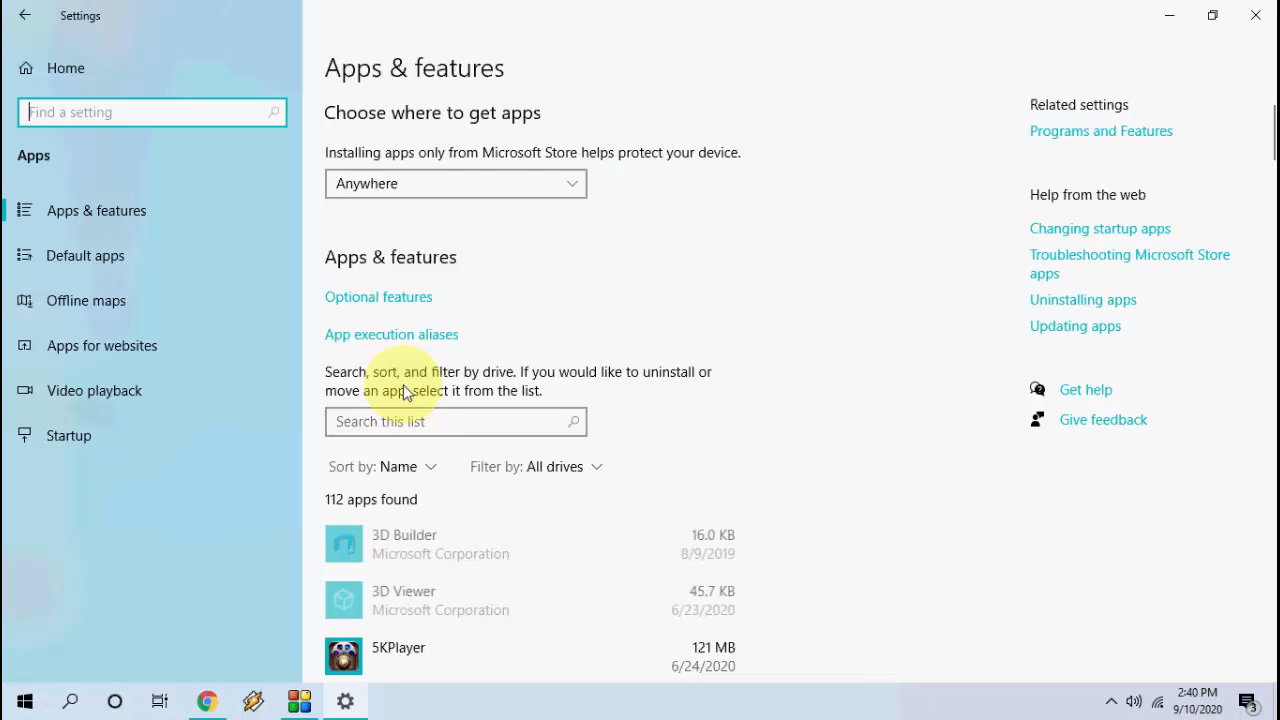 Settings
Home
Find a setting
Apps
Apps & features
Default apps
Offline maps
Apps for websites
Video playback
Startup
Apps & features
Choose where to get apps
Installing apps only from Microsoft Store helps protect your device.
Anywhere
Apps & features
Optional features
App execution aliases
Search, sort, and filter by drive. If you would like to uninstall or
move an app, select it from the list.
Search this list
Sort by: Name
Filter by: All drives
112 apps found
3D Builder
16.0 KB
Microsoft Corporation
8/9/2019
3D Viewer
45.7 KB
Microsoft Corporation
6/23/2020
5KPlayer
121 MB
6/24/2020
Related settings
Programs and Features
Help from the web
Changing startup apps
Troubleshooting Microsoft Store
apps
Uninstalling apps
Updating apps
Get help
Give feedback
2:40 PM
9/10/2020
3